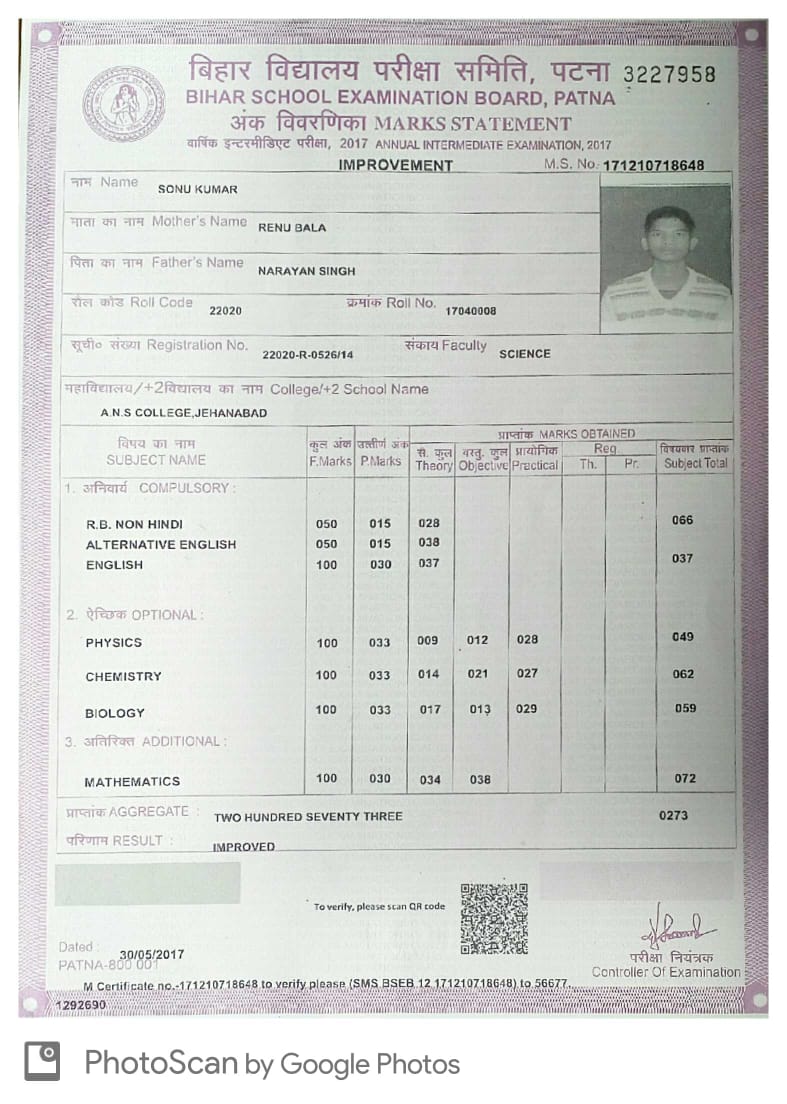 बिहार विद्यालय परीक्षा समिति, पटना 3227958
BIHAR SCHOOL EXAMINATION BOARD, PATNA
अंक विवरणिका MARKS STATEMENT
वार्षिक इन्टरमीडिएट परीक्षा, 2017 ANNUAL INTERMEDIATE EXAMINATION, 2017
IMPROVEMENT M.S. No. 171210718648
नाम Name SONU KUMAR
माता का नाम Mother's Name RENU BALA
पिता का नाम Father's Name NARAYAN SINGH
रौल कोड Roll Code 22020 क्रमांक Roll No. 17040008
सूची० संख्या Registration No. 22020-R-0526/14 संकाय Faculty SCIENCE
महाविद्यालय/+2विद्यालय का नाम College/+2 School Name
A.N.S COLLEGE,JEHANABAD
विषय का नाम कुल अंक उत्तीर्ण अंक प्राप्तांक MARKS OBTAINED
SUBJECT NAME F.Marks P.Marks सै. कुल Theory वस्तु. कुल Objective प्रायोगिक Practical Reg. Th. Pr. विषयवार प्राप्तांक Subject Total
1. अनिवार्य COMPULSORY :
R.B. NON HINDI 050 015 028 066
ALTERNATIVE ENGLISH 050 015 038
ENGLISH 100 030 037 037
2. ऐच्छिक OPTIONAL :
PHYSICS 100 033 009 012 028 049
CHEMISTRY 100 033 014 021 027 062
BIOLOGY 100 033 017 013 029 059
3. अतिरिक्त ADDITIONAL :
MATHEMATICS 100 030 034 038 072
प्राप्तांक AGGREGATE : TWO HUNDRED SEVENTY THREE 0273
परिणाम RESULT : IMPROVED
To verify, please scan QR code
Dated : 30/05/2017
PATNA-800 001
परीक्षा नियंत्रक
Controller Of Examination
M Certificate no.-171210718648 to verify please (SMS BSEB 12 171210718648) to 56677.
1292690
PhotoScan by Google Photos